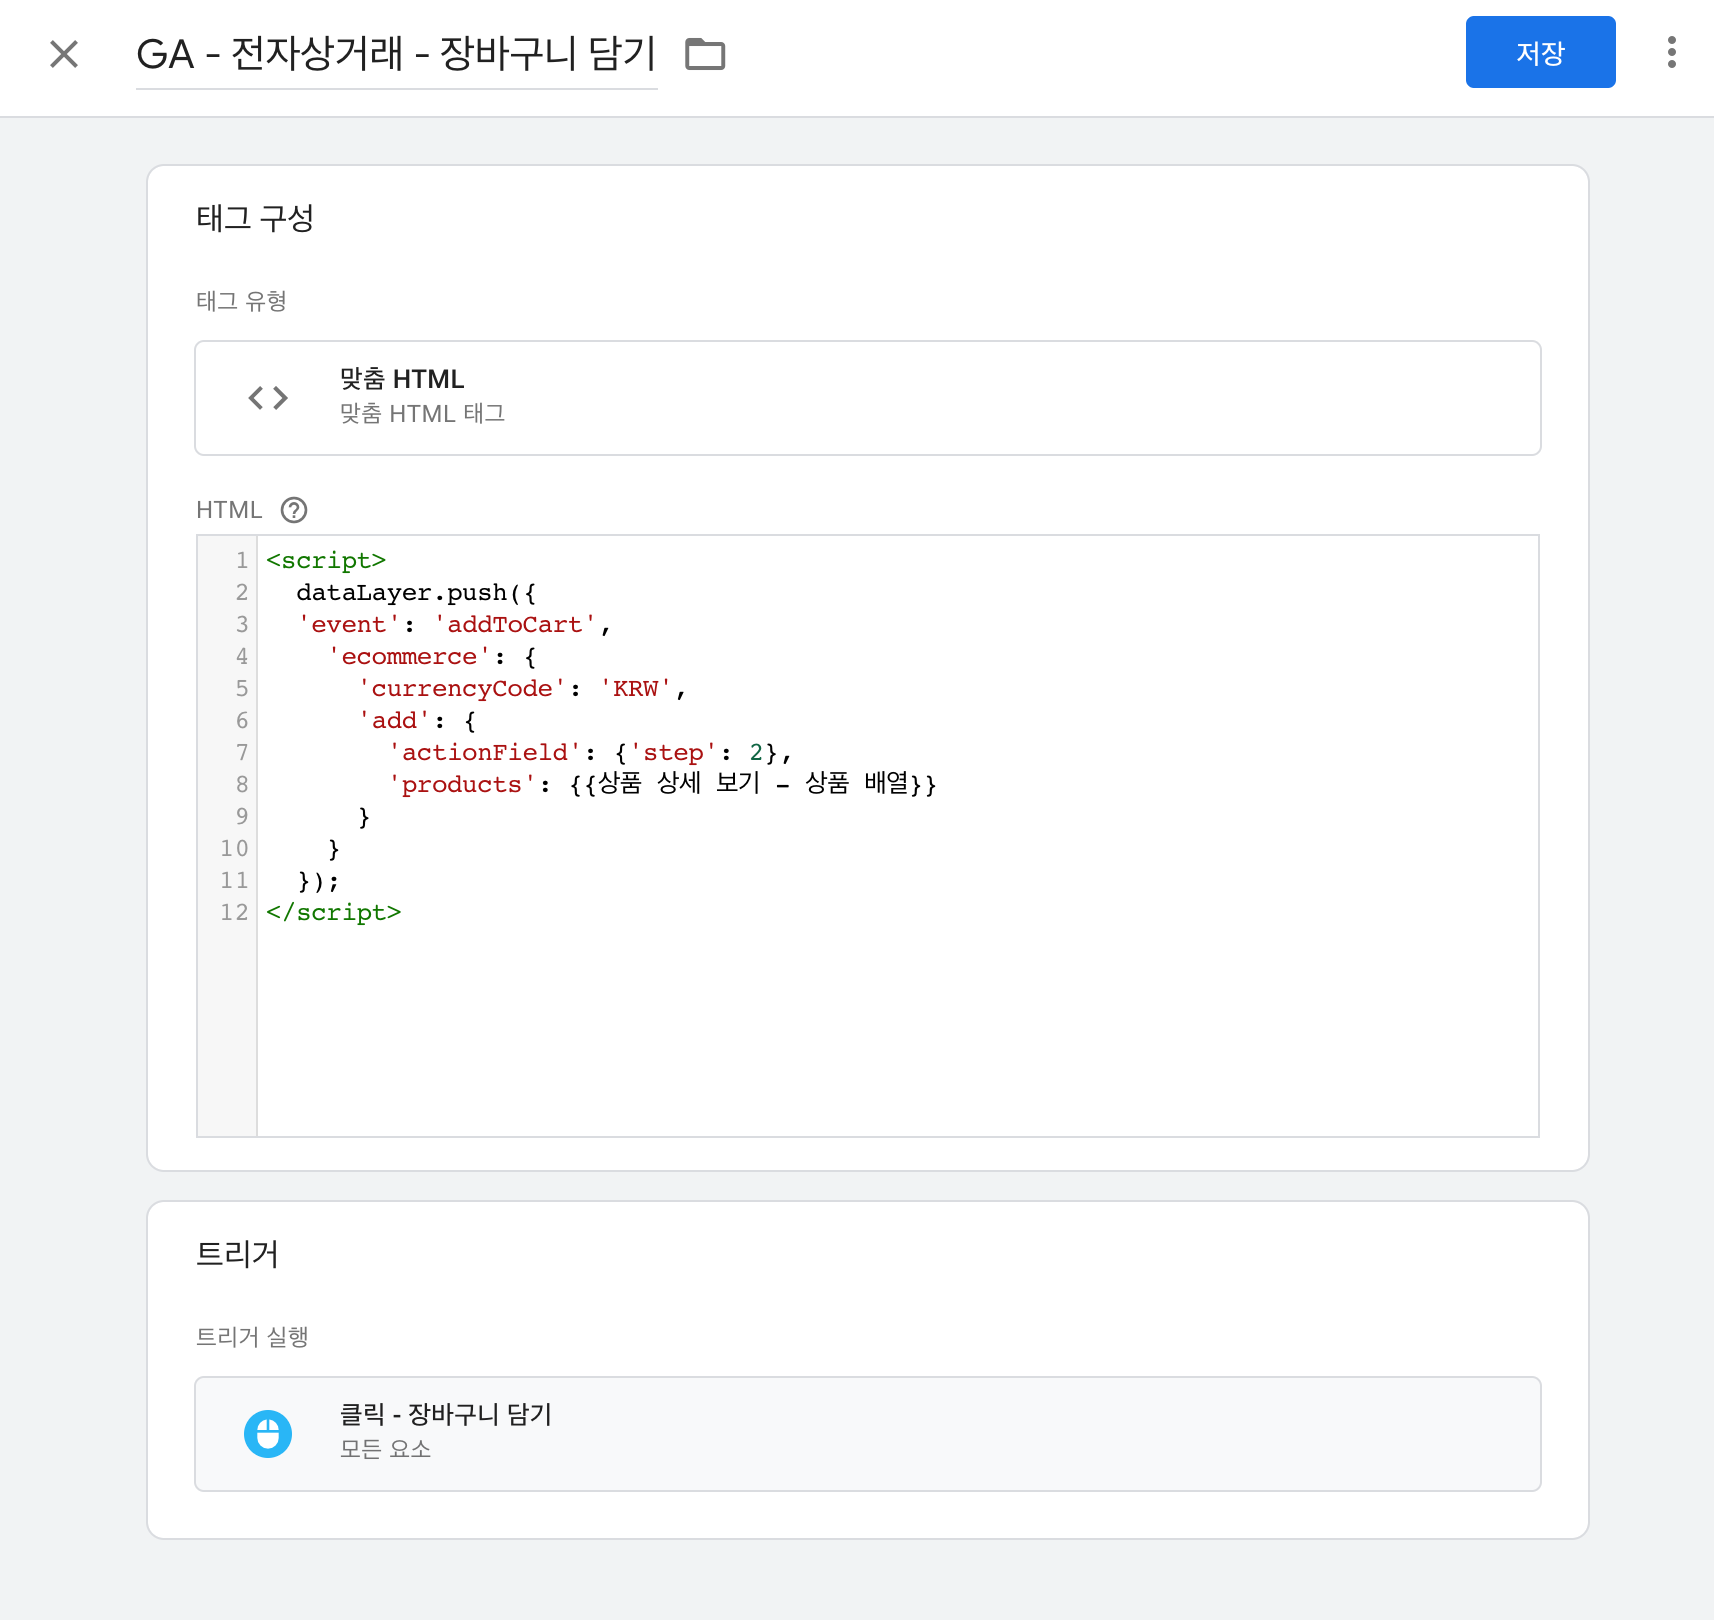 GA - 전자상거래 - 장바구니 담기
저장
태그 구성
태그 유형
맞춤 HTML
맞춤 HTML 태그
HTML
1 <script>
2   dataLayer.push({
3   'event': 'addToCart',
4     'ecommerce': {
5       'currencyCode': 'KRW',
6       'add': {
7         'actionField': {'step': 2},
8         'products': {{상품 상세 보기 - 상품 배열}}
9       }
10     }
11   });
12 </script>
트리거
트리거 실행
클릭 - 장바구니 담기
모든 요소